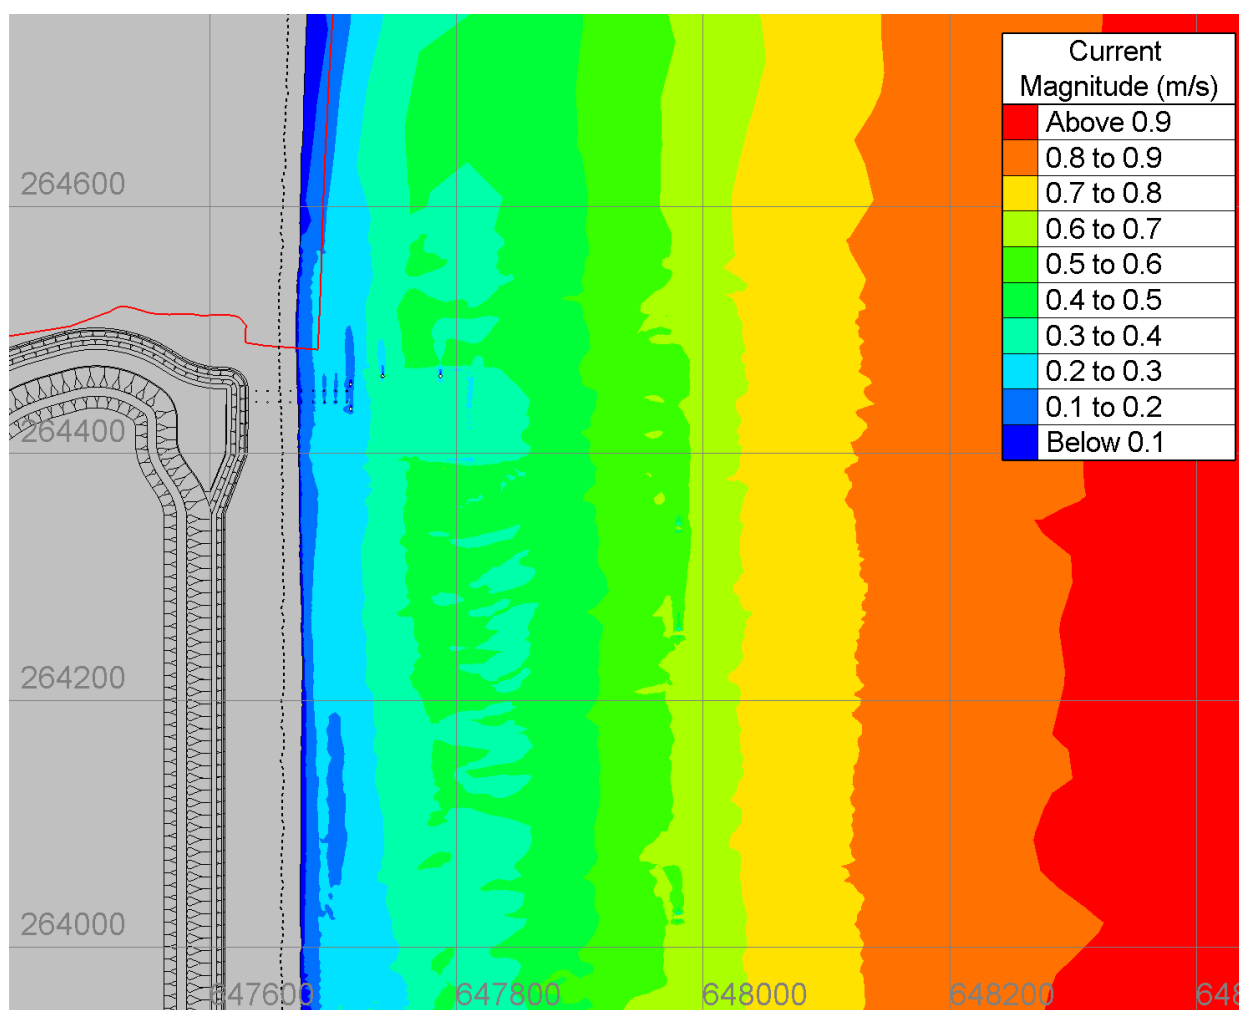 Current
Magnitude (m/s)
Above 0.9
0.8 to 0.9
0.7 to 0.8
0.6 to 0.7
0.5 to 0.6
0.4 to 0.5
0.3 to 0.4
0.2 to 0.3
0.1 to 0.2
Below 0.1
264600
264400
264200
264000
647600 647800 648000 648200 648